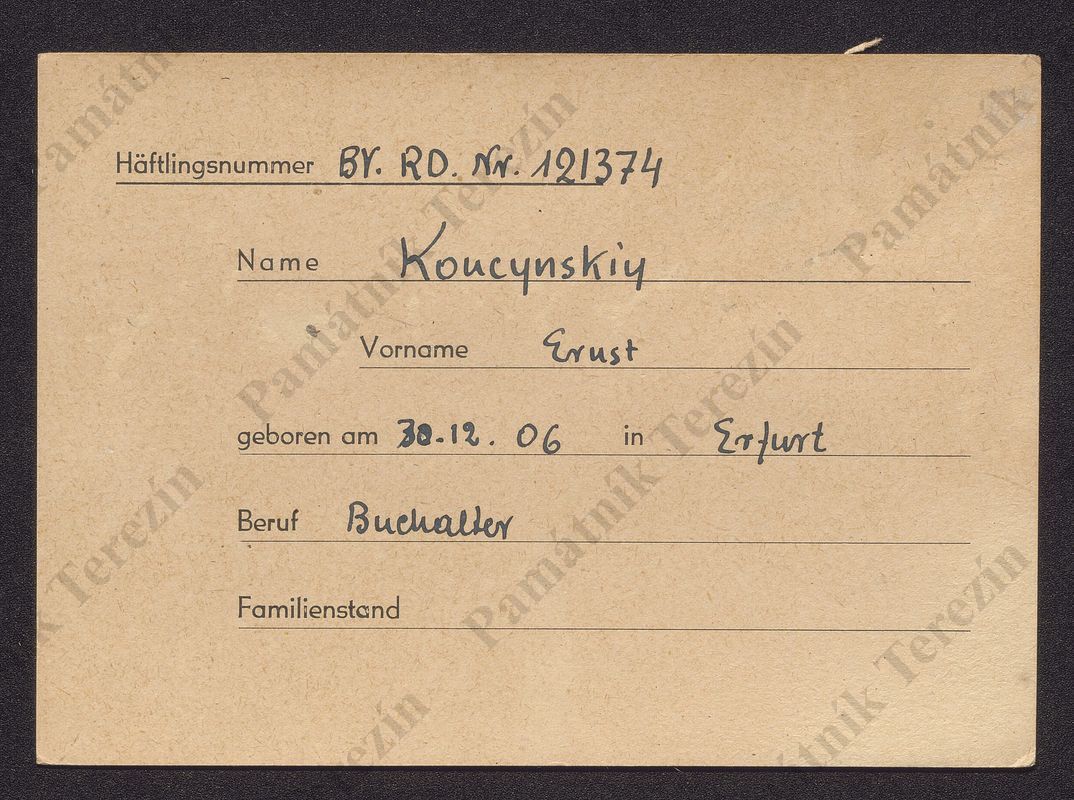 Häftlingsnummer BV. RD. Nr. 121374
Name Koucynskiy
Vorname Ernst
geboren am 30.12.06 in Erfurt
Beruf Buchalter
Familienstand
Památník Terezín